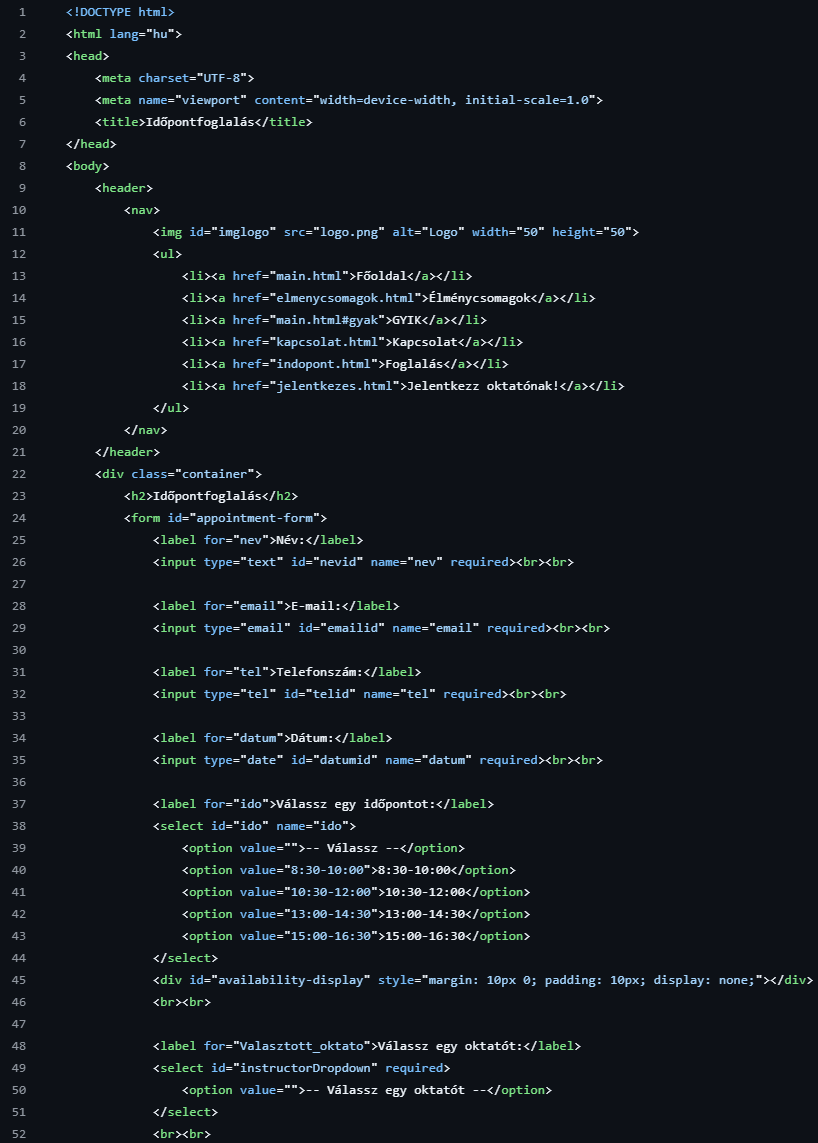 1 <!DOCTYPE html>
2 <html lang="hu">
3 <head>
4     <meta charset="UTF-8">
5     <meta name="viewport" content="width=device-width, initial-scale=1.0">
6     <title>Időpontfoglalás</title>
7 </head>
8 <body>
9     <header>
10         <nav>
11             <img id="imglogo" src="logo.png" alt="Logo" width="50" height="50">
12             <ul>
13                 <li><a href="main.html">Főoldal</a></li>
14                 <li><a href="elmenycsomagok.html">Élménycsomagok</a></li>
15                 <li><a href="main.html#gyak">GYIK</a></li>
16                 <li><a href="kapcsolat.html">Kapcsolat</a></li>
17                 <li><a href="indopont.html">Foglalás</a></li>
18                 <li><a href="jelentkezes.html">Jelentkezz oktatónak!</a></li>
19             </ul>
20         </nav>
21     </header>
22     <div class="container">
23         <h2>Időpontfoglalás</h2>
24         <form id="appointment-form">
25             <label for="nev">Név:</label>
26             <input type="text" id="nevid" name="nev" required><br><br>
27
28             <label for="email">E-mail:</label>
29             <input type="email" id="emailid" name="email" required><br><br>
30
31             <label for="tel">Telefonszám:</label>
32             <input type="tel" id="telid" name="tel" required><br><br>
33
34             <label for="datum">Dátum:</label>
35             <input type="date" id="datumid" name="datum" required><br><br>
36
37             <label for="ido">Válassz egy időpontot:</label>
38             <select id="ido" name="ido">
39                 <option value="">-- Válassz --</option>
40                 <option value="8:30-10:00">8:30-10:00</option>
41                 <option value="10:30-12:00">10:30-12:00</option>
42                 <option value="13:00-14:30">13:00-14:30</option>
43                 <option value="15:00-16:30">15:00-16:30</option>
44             </select>
45             <div id="availability-display" style="margin: 10px 0; padding: 10px; display: none;"></div>
46             <br><br>
47
48             <label for="Valasztott_oktato">Válassz egy oktatót:</label>
49             <select id="instructorDropdown" required>
50                 <option value="">-- Válassz egy oktatót --</option>
51             </select>
52             <br><br>